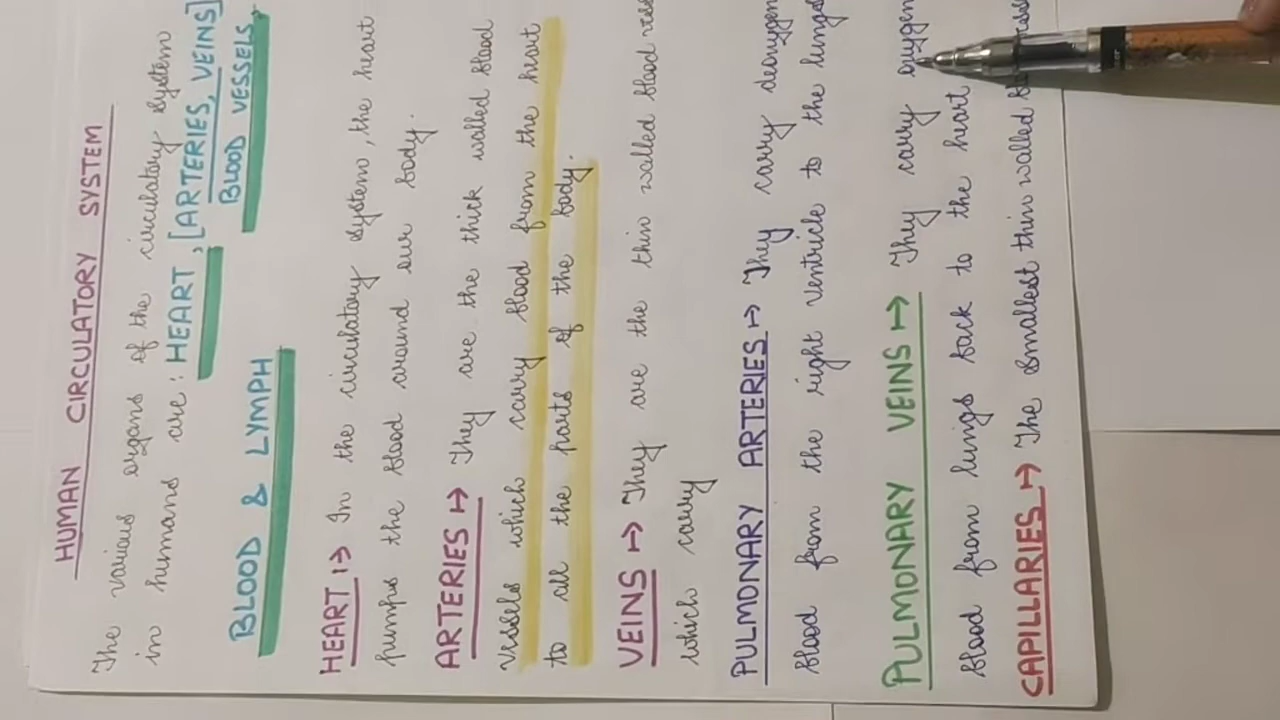 HUMAN CIRCULATORY SYSTEM
The various organs of the circulatory system
in humans are: HEART, [ARTERIES, VEINS]
BLOOD VESSELS
BLOOD & LYMPH
HEART ↦ In the circulatory system, the heart
pumps the blood around our body.
ARTERIES ↦ They are the thick walled blood
vessels which carry blood from the heart
to all the parts of the body.
VEINS ↦ They are the thin walled blood
which carry
PULMONARY ARTERIES ↦ They carry deoxygen
blood from the right ventricle to the lungs
PULMONARY VEINS ↦ They carry oxygen
blood from lungs back to the heart
CAPILLARIES ↦ The smallest thin walled